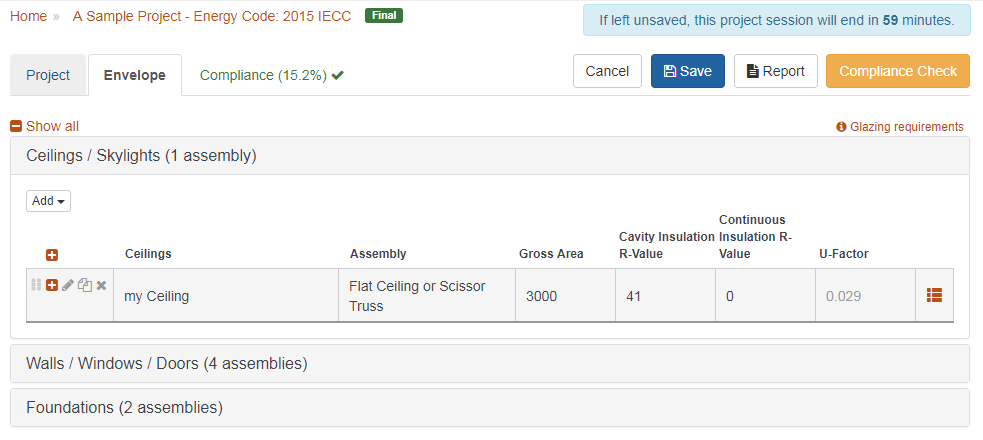 Home » A Sample Project - Energy Code: 2015 IECC Final
If left unsaved, this project session will end in 59 minutes.
Project Envelope Compliance (15.2%)
Cancel Save Report Compliance Check
Show all
Glazing requirements
Ceilings / Skylights (1 assembly)
Add
Ceilings Assembly Gross Area Cavity Insulation R-Value Continuous Insulation R-Value U-Factor
my Ceiling Flat Ceiling or Scissor Truss 3000 41 0 0.029
Walls / Windows / Doors (4 assemblies)
Foundations (2 assemblies)